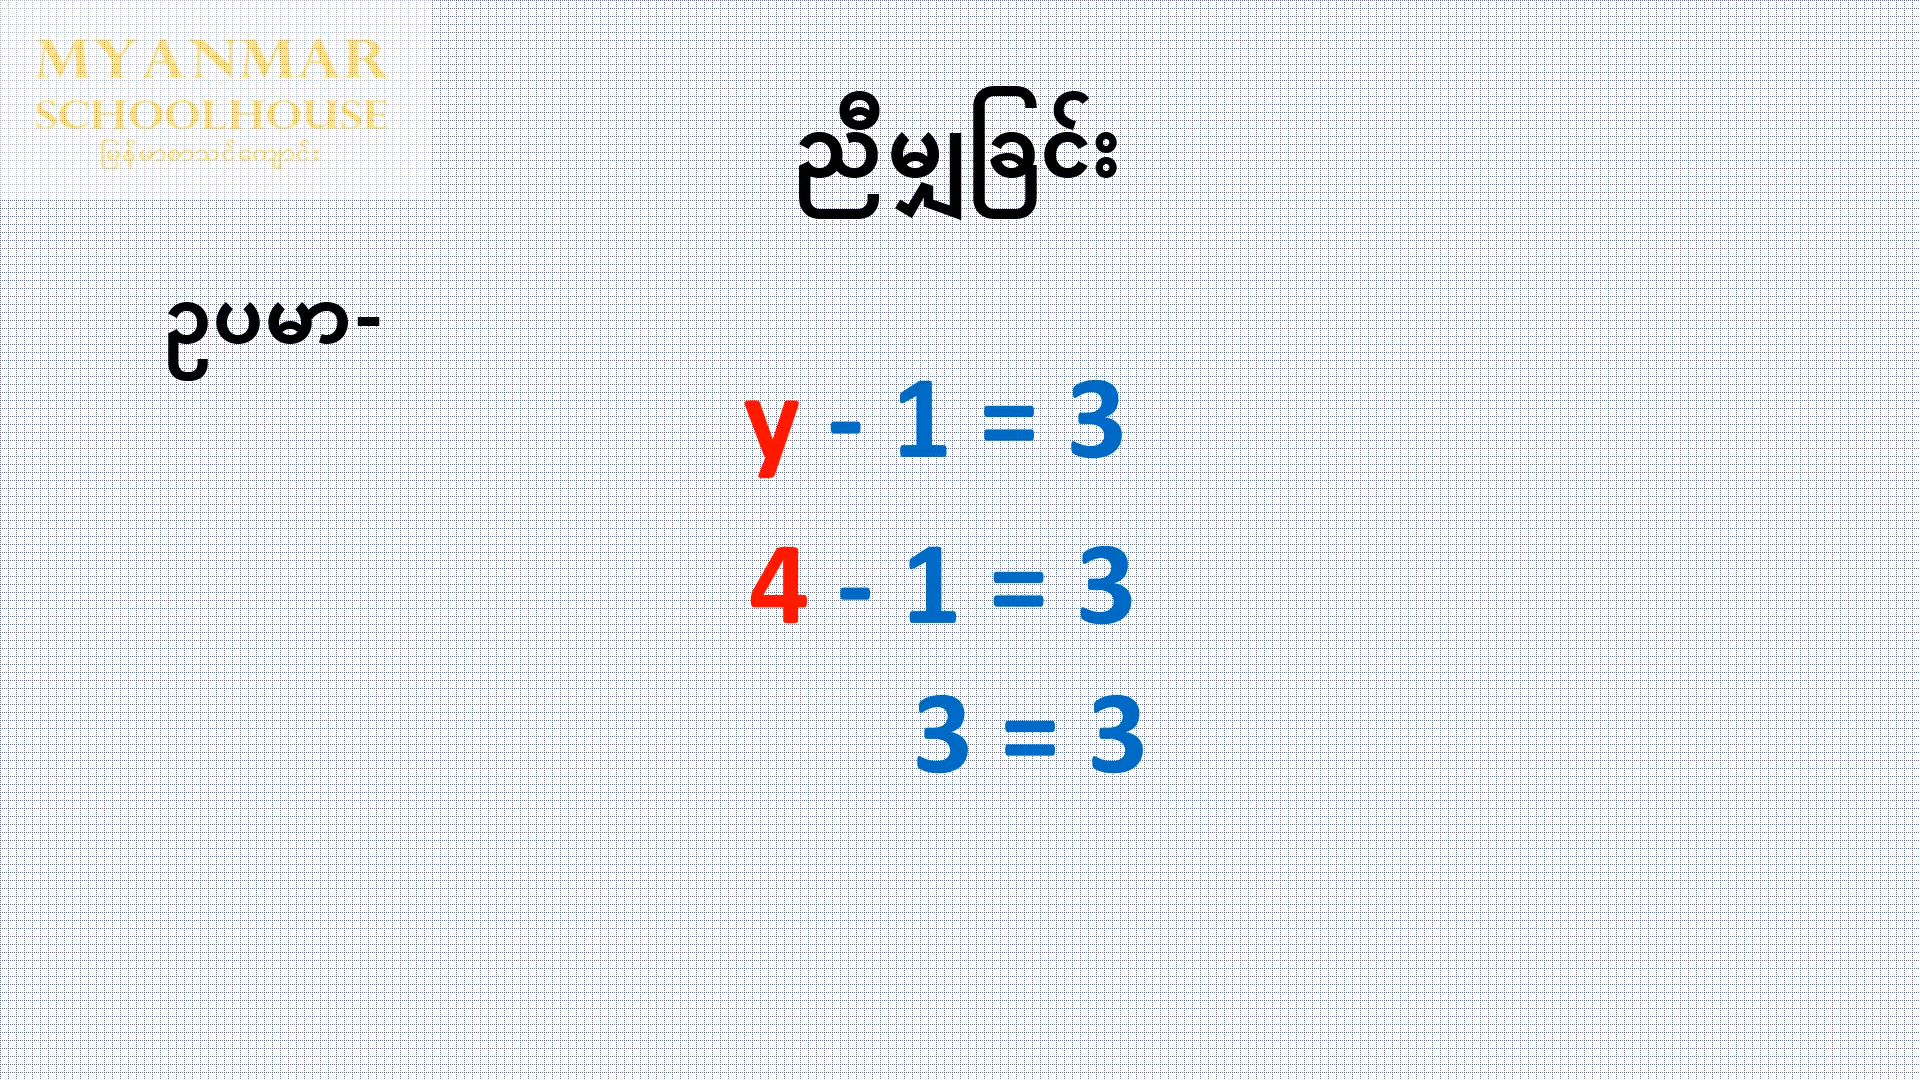 MYANMAR
SCHOOLHOUSE
မြန်မာစာသင်ကျောင်း
ညီမျှခြင်း
ဥပမာ-
y - 1 = 3
4 - 1 = 3
3 = 3